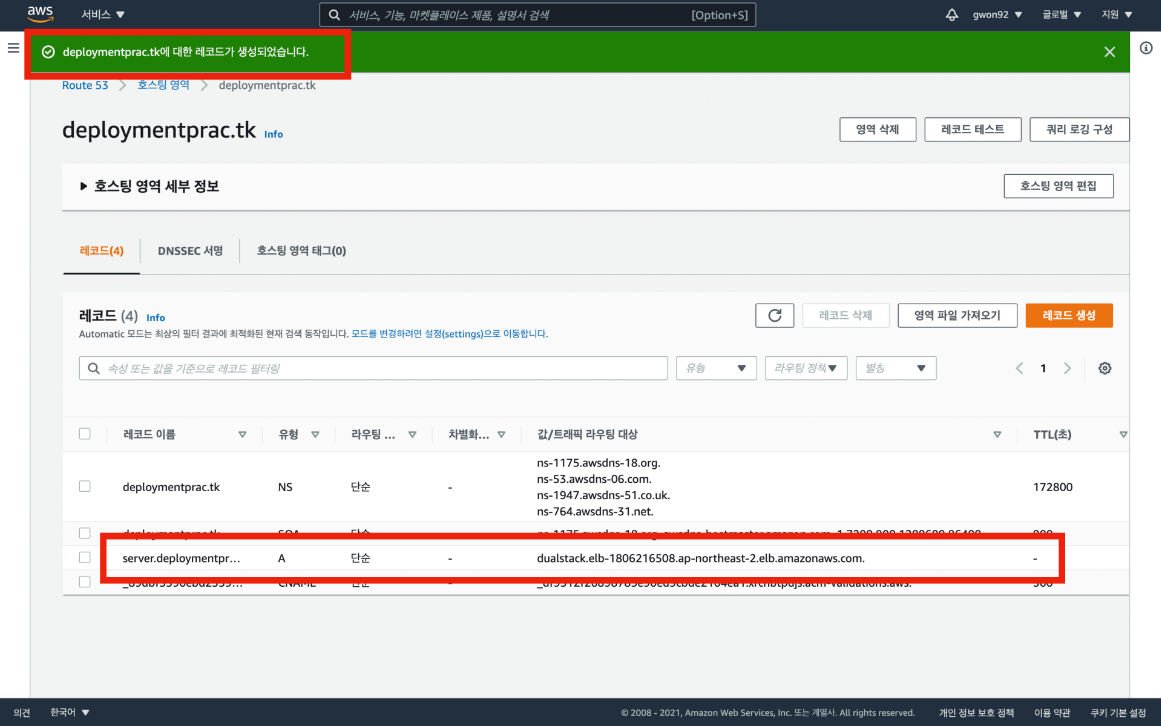 aws
서비스 ▼
서비스, 기능, 마켓플레이스 제품, 설명서 검색
[Option+S]
gwon92 ▼
글로벌 ▼
지원 ▼
deploymentprac.tk에 대한 레코드가 생성되었습니다.
Route 53 > 호스팅 영역 > deploymentprac.tk
deploymentprac.tk Info
영역 삭제
레코드 테스트
쿼리 로깅 구성
▶ 호스팅 영역 세부 정보
호스팅 영역 편집
레코드(4)
DNSSEC 서명
호스팅 영역 태그(0)
레코드 (4) Info
Automatic 모드는 최상의 필터 결과에 최적화된 현재 검색 동작입니다. 모드를 변경하려면 설정(settings)으로 이동합니다.
레코드 삭제
영역 파일 가져오기
레코드 생성
속성 또는 값을 기준으로 레코드 필터링
유형
라우팅 정책
별칭
1
레코드 이름
유형
라우팅 ...
차별화...
값/트래픽 라우팅 대상
TTL(초)
deploymentprac.tk
NS
단순
-
ns-1175.awsdns-18.org.
ns-53.awsdns-06.com.
ns-1947.awsdns-51.co.uk.
ns-764.awsdns-31.net.
172800
server.deploymentpr...
A
단순
-
dualstack.elb-1806216508.ap-northeast-2.elb.amazonaws.com.
-
의견
한국어 ▼
© 2008 - 2021, Amazon Web Services, Inc. 또는 계열사. All rights reserved.
개인 정보 보호 정책
이용 약관
쿠키 기본 설정